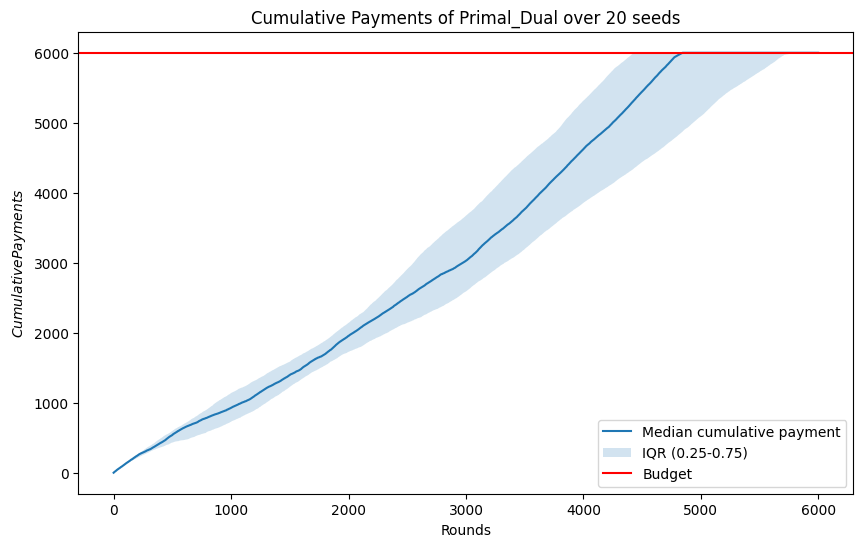 Cumulative Payments of Primal_Dual over 20 seeds
6000
5000
4000
3000
2000
1000
0
CumulativePayments
0 1000 2000 3000 4000 5000 6000
Rounds
Median cumulative payment
IQR (0.25-0.75)
Budget